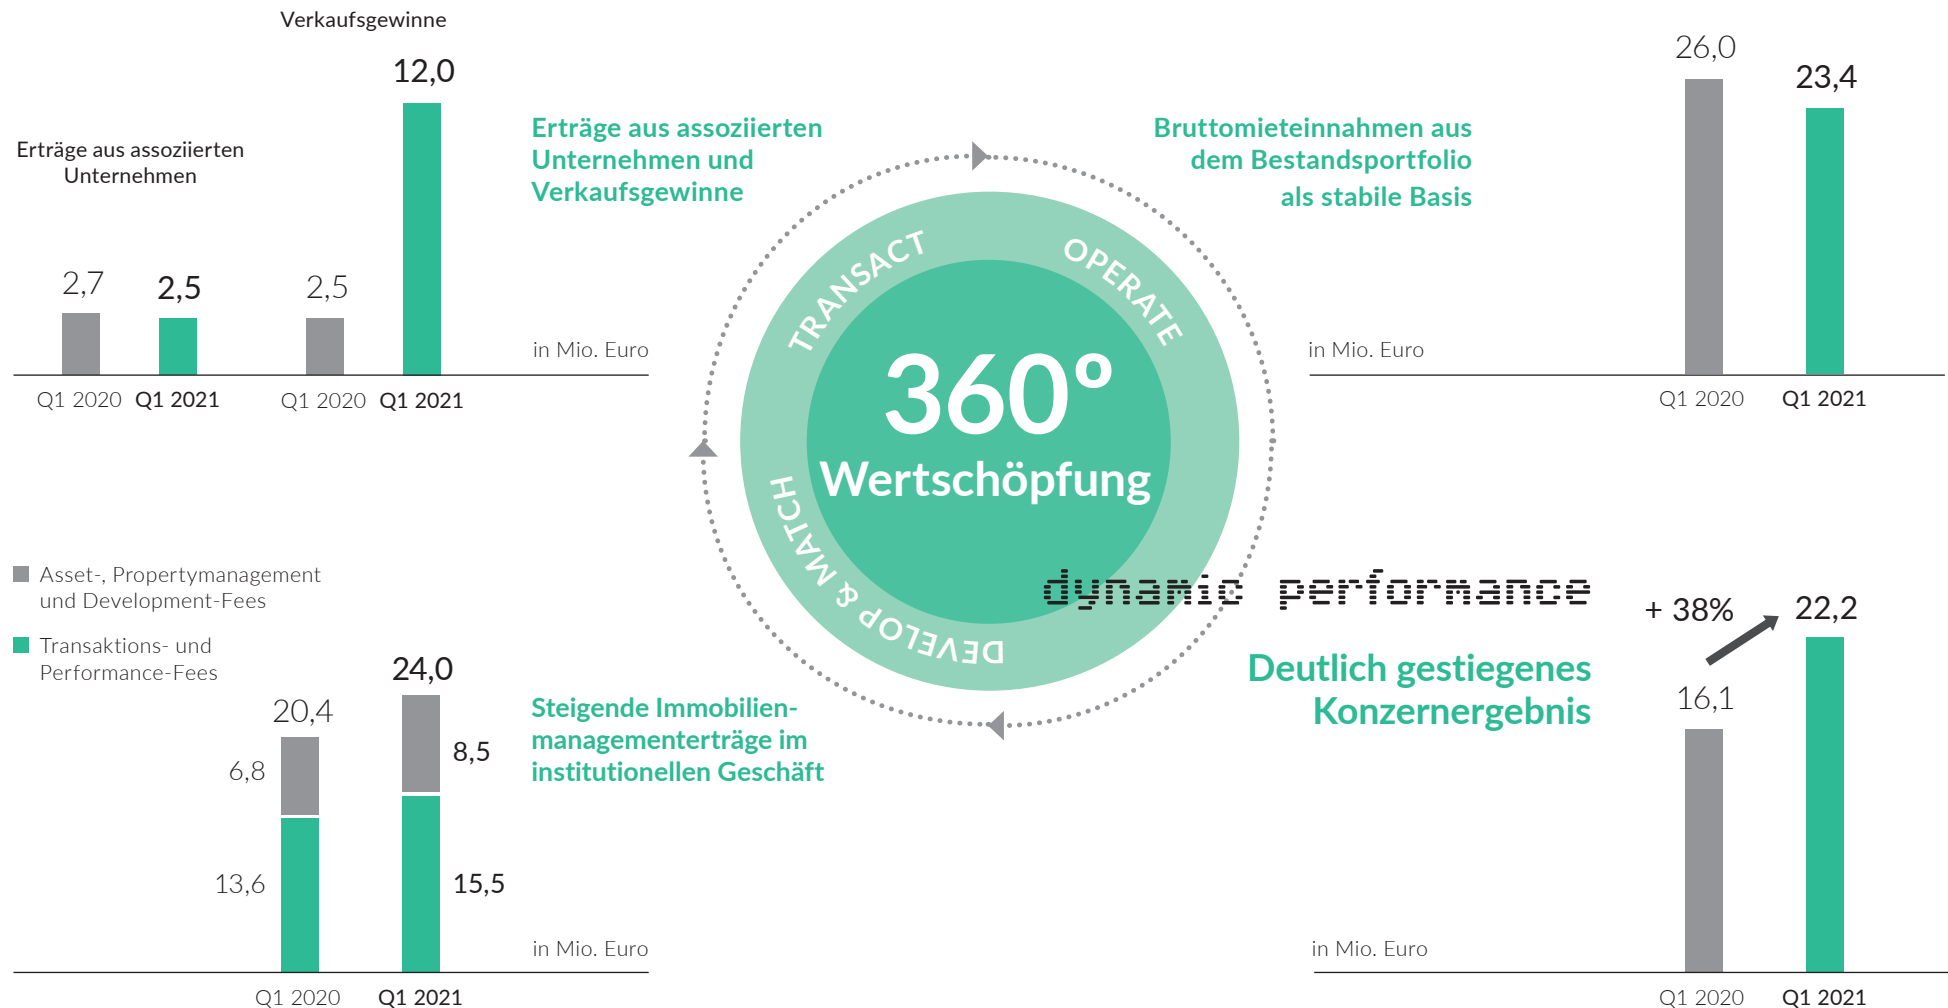 Verkaufsgewinne
12,0
Erträge aus assoziierten
Unternehmen
2,7
2,5
2,5
in Mio. Euro
Q1 2020
Q1 2021
Q1 2020
Q1 2021
Erträge aus assoziierten
Unternehmen und
Verkaufsgewinne
Bruttomieteinnahmen aus
dem Bestandsportfolio
als stabile Basis
26,0
23,4
in Mio. Euro
Q1 2020
Q1 2021
TRANSACT
OPERATE
360°
Wertschöpfung
DEVELOP & MATCH
Asset-, Propertymanagement
und Development-Fees
Transaktions- und
Performance-Fees
20,4
24,0
6,8
8,5
13,6
15,5
in Mio. Euro
Q1 2020
Q1 2021
Steigende Immobilien-
managementerträge im
institutionellen Geschäft
dynamic performance
Deutlich gestiegenes
Konzernergebnis
+ 38%
22,2
16,1
in Mio. Euro
Q1 2020
Q1 2021